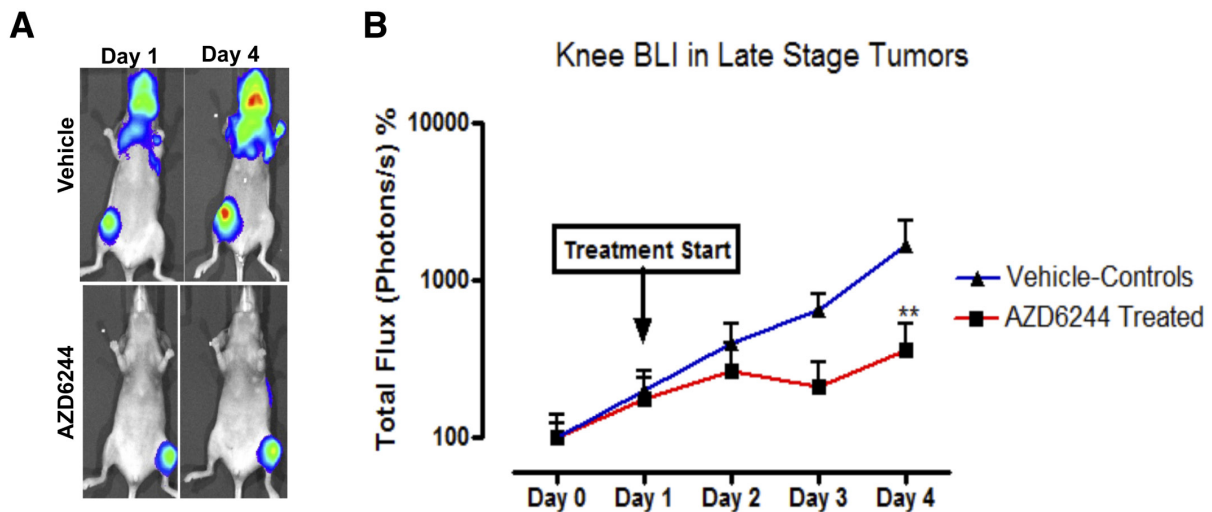 A
Day 1 Day 4
Vehicle
AZD6244
B
Knee BLI in Late Stage Tumors
Total Flux (Photons/s) %
10000
1000
100
Treatment Start
**
Vehicle-Controls
AZD6244 Treated
Day 0 Day 1 Day 2 Day 3 Day 4